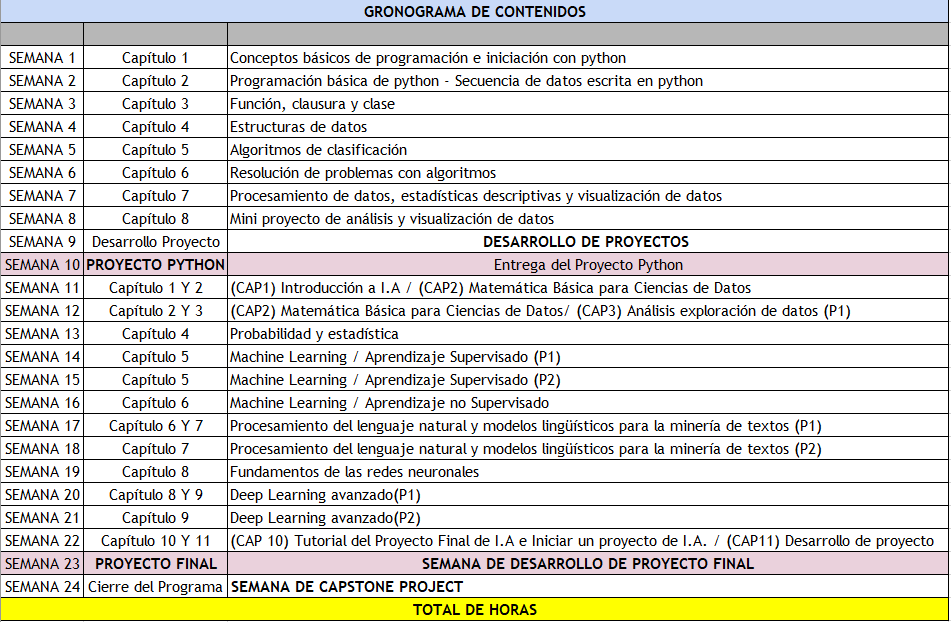 GRONOGRAMA DE CONTENIDOS
SEMANA 1 Capítulo 1 Conceptos básicos de programación e iniciación con python
SEMANA 2 Capítulo 2 Programación básica de python - Secuencia de datos escrita en python
SEMANA 3 Capítulo 3 Función, clausura y clase
SEMANA 4 Capítulo 4 Estructuras de datos
SEMANA 5 Capítulo 5 Algoritmos de clasificación
SEMANA 6 Capítulo 6 Resolución de problemas con algoritmos
SEMANA 7 Capítulo 7 Procesamiento de datos, estadísticas descriptivas y visualización de datos
SEMANA 8 Capítulo 8 Mini proyecto de análisis y visualización de datos
SEMANA 9 Desarrollo Proyecto DESARROLLO DE PROYECTOS
SEMANA 10 PROYECTO PYTHON Entrega del Proyecto Python
SEMANA 11 Capítulo 1 Y 2 (CAP1) Introducción a I.A / (CAP2) Matemática Básica para Ciencias de Datos
SEMANA 12 Capítulo 2 Y 3 (CAP2) Matemática Básica para Ciencias de Datos/ (CAP3) Análisis exploración de datos (P1)
SEMANA 13 Capítulo 4 Probabilidad y estadística
SEMANA 14 Capítulo 5 Machine Learning / Aprendizaje Supervisado (P1)
SEMANA 15 Capítulo 5 Machine Learning / Aprendizaje Supervisado (P2)
SEMANA 16 Capítulo 6 Machine Learning / Aprendizaje no Supervisado
SEMANA 17 Capítulo 6 Y 7 Procesamiento del lenguaje natural y modelos lingüísticos para la minería de textos (P1)
SEMANA 18 Capítulo 7 Procesamiento del lenguaje natural y modelos lingüísticos para la minería de textos (P2)
SEMANA 19 Capítulo 8 Fundamentos de las redes neuronales
SEMANA 20 Capítulo 8 Y 9 Deep Learning avanzado(P1)
SEMANA 21 Capítulo 9 Deep Learning avanzado(P2)
SEMANA 22 Capítulo 10 Y 11 (CAP 10) Tutorial del Proyecto Final de I.A e Iniciar un proyecto de I.A. / (CAP11) Desarrollo de proyecto
SEMANA 23 PROYECTO FINAL SEMANA DE DESARROLLO DE PROYECTO FINAL
SEMANA 24 Cierre del Programa SEMANA DE CAPSTONE PROJECT
TOTAL DE HORAS